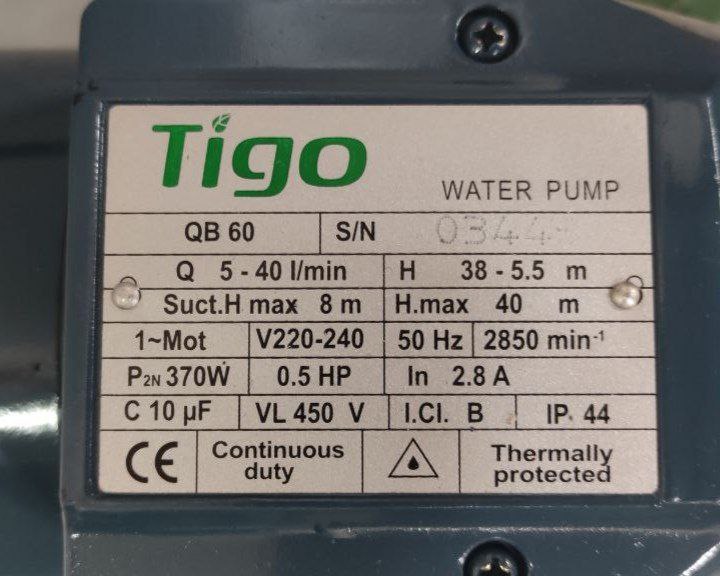 Tigo
WATER PUMP
QB 60 S/N 0344
Q 5 - 40 l/min H 38 - 5.5 m
Suct.H max 8 m H.max 40 m
1~Mot V220-240 50 Hz 2850 min⁻¹
P2N 370W 0.5 HP In 2.8 A
C 10 µF VL 450 V I.Cl. B IP 44
CE Continuous duty Thermally protected